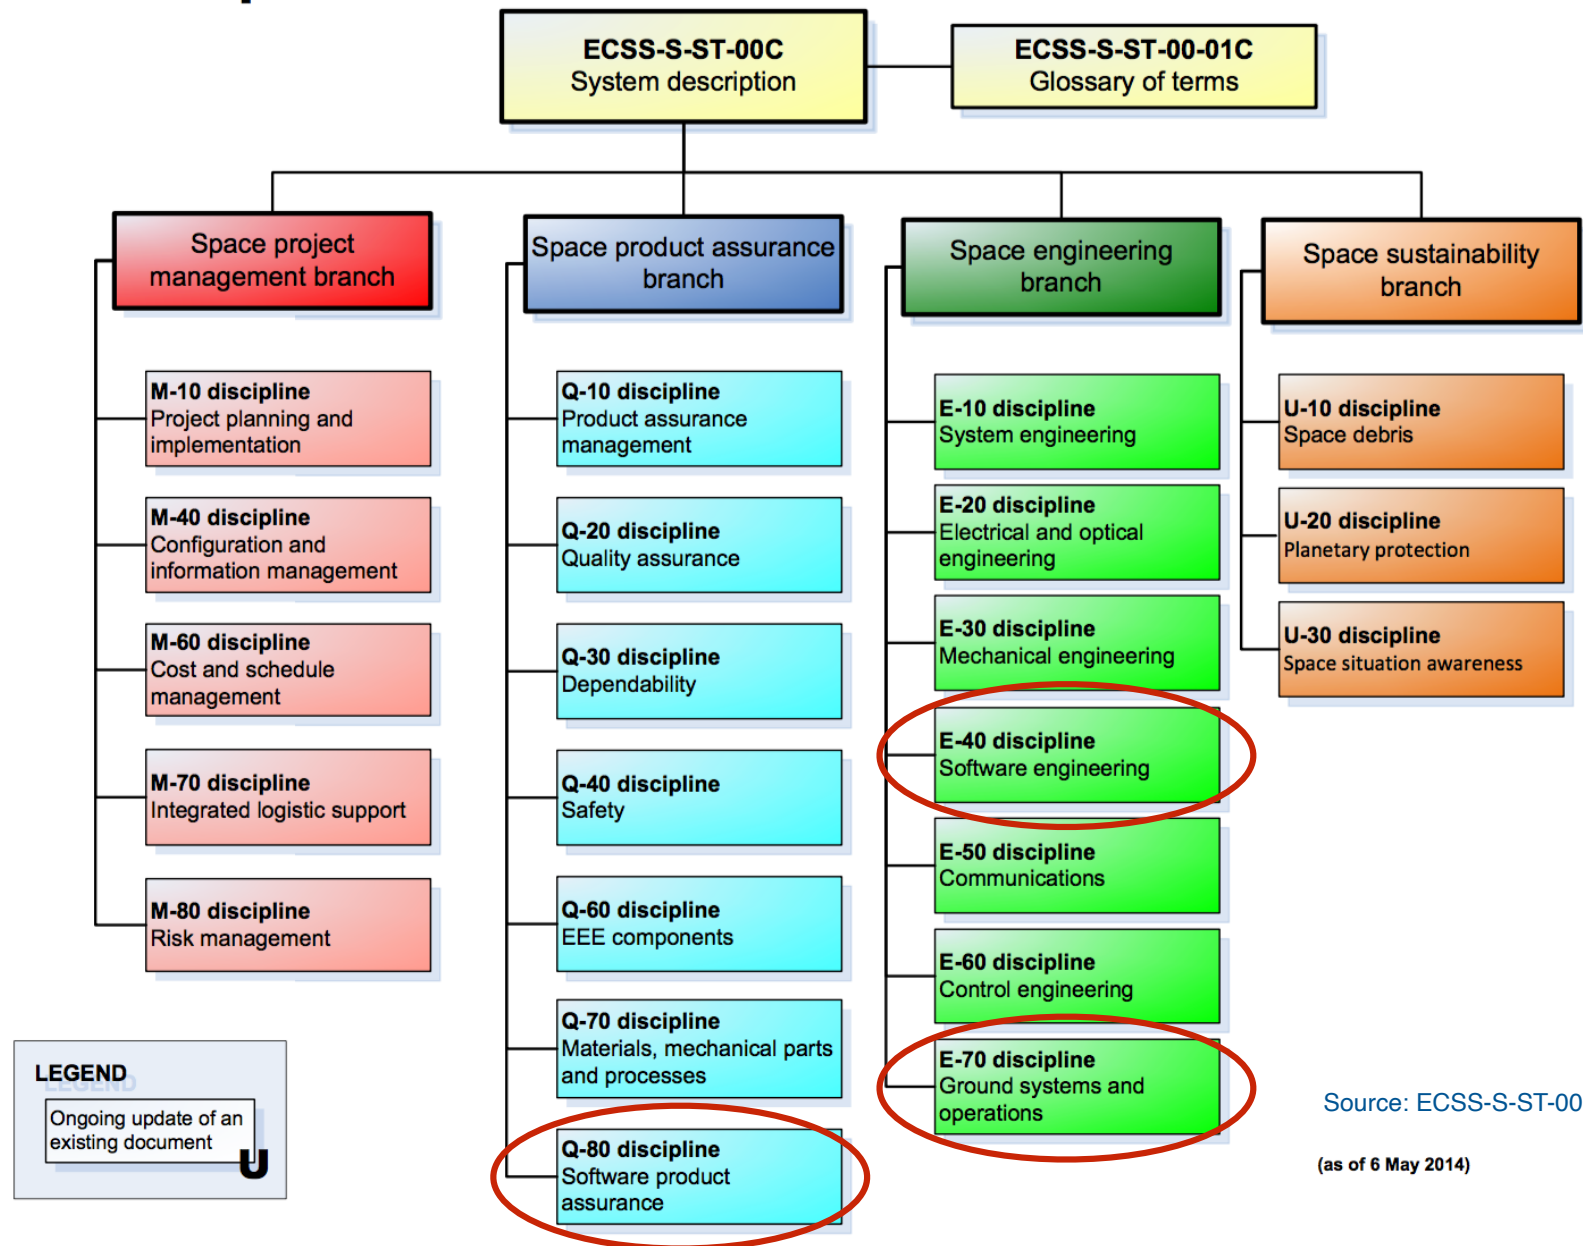 ECSS-S-ST-00C
System description
ECSS-S-ST-00-01C
Glossary of terms
Space project
management branch
M-10 discipline
Project planning and
implementation
M-40 discipline
Configuration and
information management
M-60 discipline
Cost and schedule
management
M-70 discipline
Integrated logistic support
M-80 discipline
Risk management
Space product assurance
branch
Q-10 discipline
Product assurance
management
Q-20 discipline
Quality assurance
Q-30 discipline
Dependability
Q-40 discipline
Safety
Q-60 discipline
EEE components
Q-70 discipline
Materials, mechanical parts
and processes
Q-80 discipline
Software product
assurance
Space engineering
branch
E-10 discipline
System engineering
E-20 discipline
Electrical and optical
engineering
E-30 discipline
Mechanical engineering
E-40 discipline
Software engineering
E-50 discipline
Communications
E-60 discipline
Control engineering
E-70 discipline
Ground systems and
operations
Space sustainability
branch
U-10 discipline
Space debris
U-20 discipline
Planetary protection
U-30 discipline
Space situation awareness
LEGEND
Ongoing update of an
existing document
U
Source: ECSS-S-ST-00
(as of 6 May 2014)